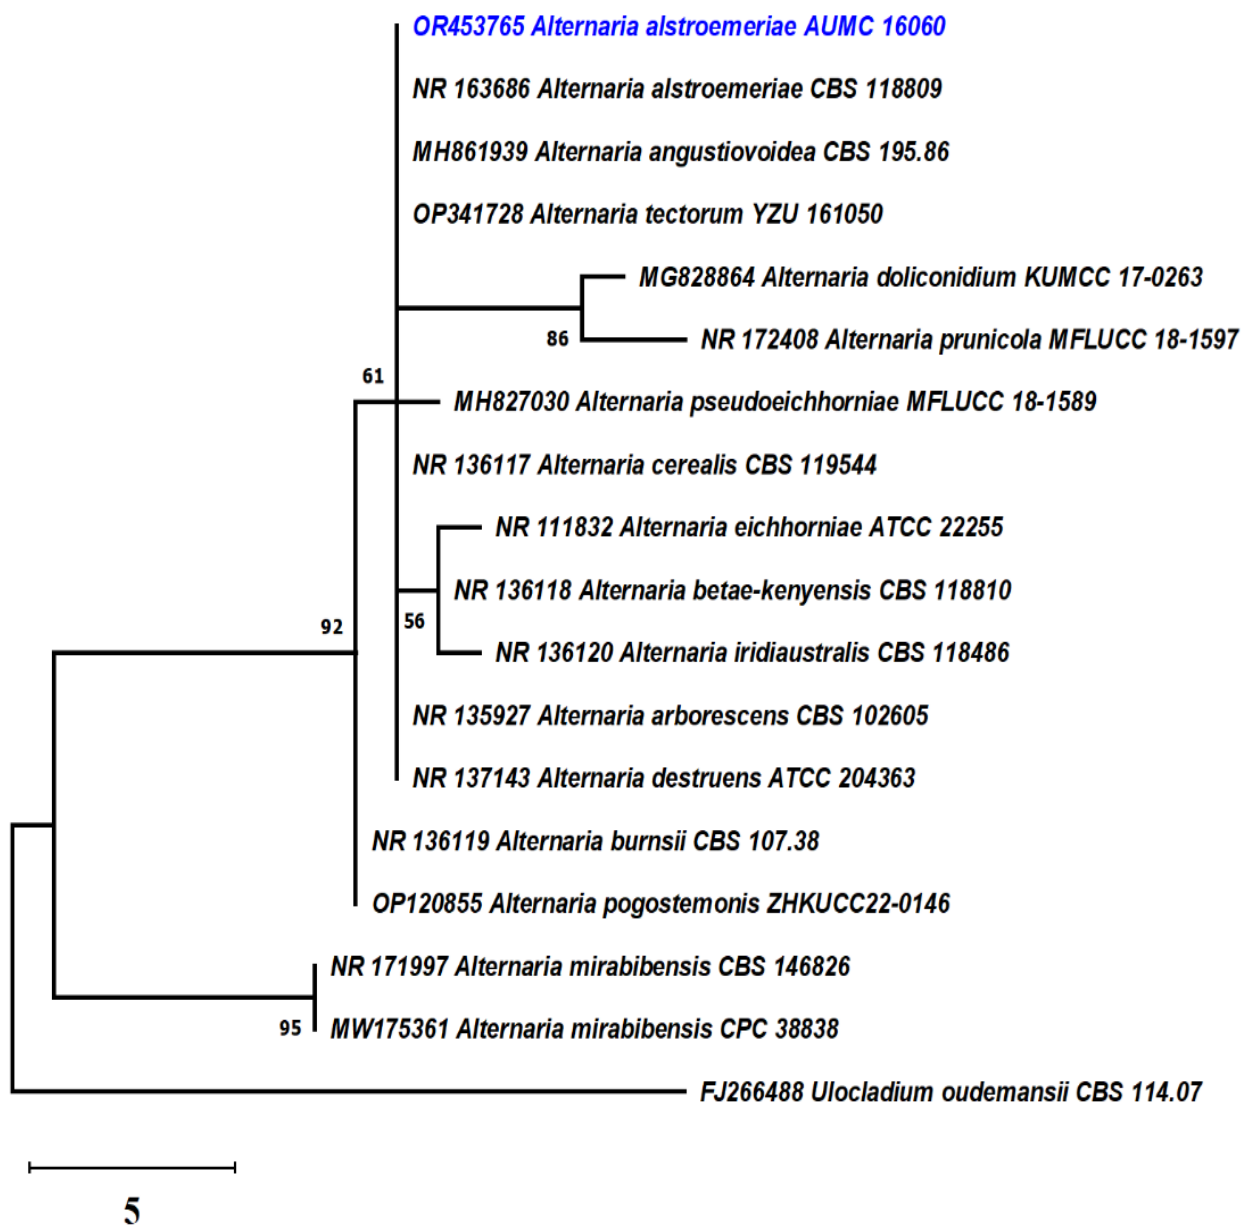 OR453765 Alternaria alstroemeriae AUMC 16060
NR 163686 Alternaria alstroemeriae CBS 118809
MH861939 Alternaria angustiovoidea CBS 195.86
OP341728 Alternaria tectorum YZU 161050
MG828864 Alternaria doliconidium KUMCC 17-0263
86
NR 172408 Alternaria prunicola MFLUCC 18-1597
61
MH827030 Alternaria pseudoeichhorniae MFLUCC 18-1589
NR 136117 Alternaria cerealis CBS 119544
NR 111832 Alternaria eichhorniae ATCC 22255
NR 136118 Alternaria betae-kenyensis CBS 118810
92
56
NR 136120 Alternaria iridiaustralis CBS 118486
NR 135927 Alternaria arborescens CBS 102605
NR 137143 Alternaria destruens ATCC 204363
NR 136119 Alternaria burnsii CBS 107.38
OP120855 Alternaria pogostemonis ZHKUCC22-0146
NR 171997 Alternaria mirabibensis CBS 146826
95
MW175361 Alternaria mirabibensis CPC 38838
FJ266488 Ulocladium oudemansii CBS 114.07
5